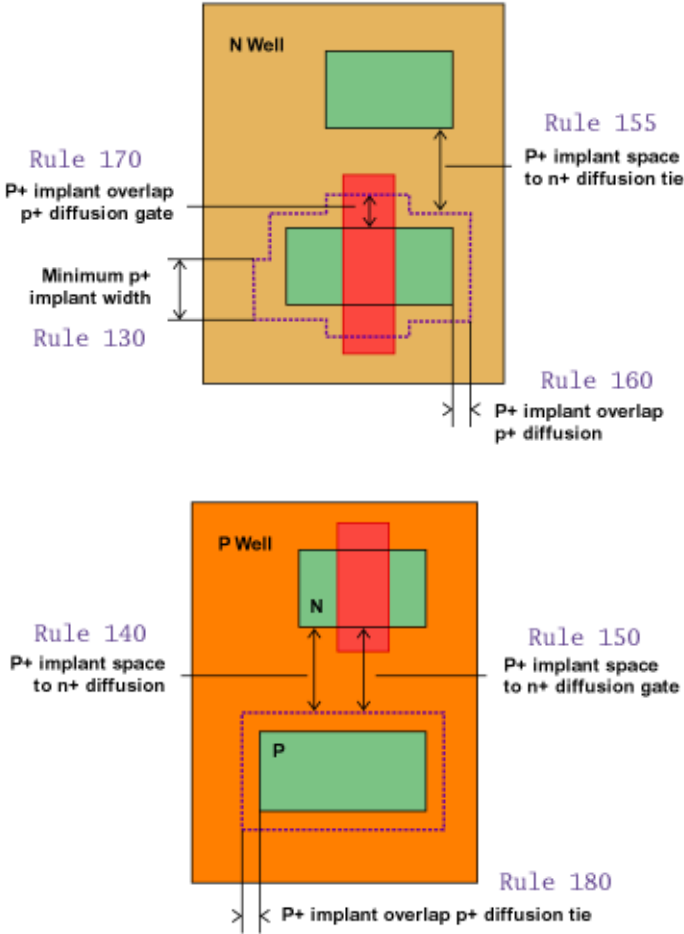 N Well
Rule 155
P+ implant space
to n+ diffusion tie
Rule 170
P+ implant overlap
p+ diffusion gate
Minimum p+
implant width
Rule 130
Rule 160
P+ implant overlap
p+ diffusion
P Well
N
Rule 140
P+ implant space
to n+ diffusion
Rule 150
P+ implant space
to n+ diffusion gate
P
Rule 180
P+ implant overlap p+ diffusion tie